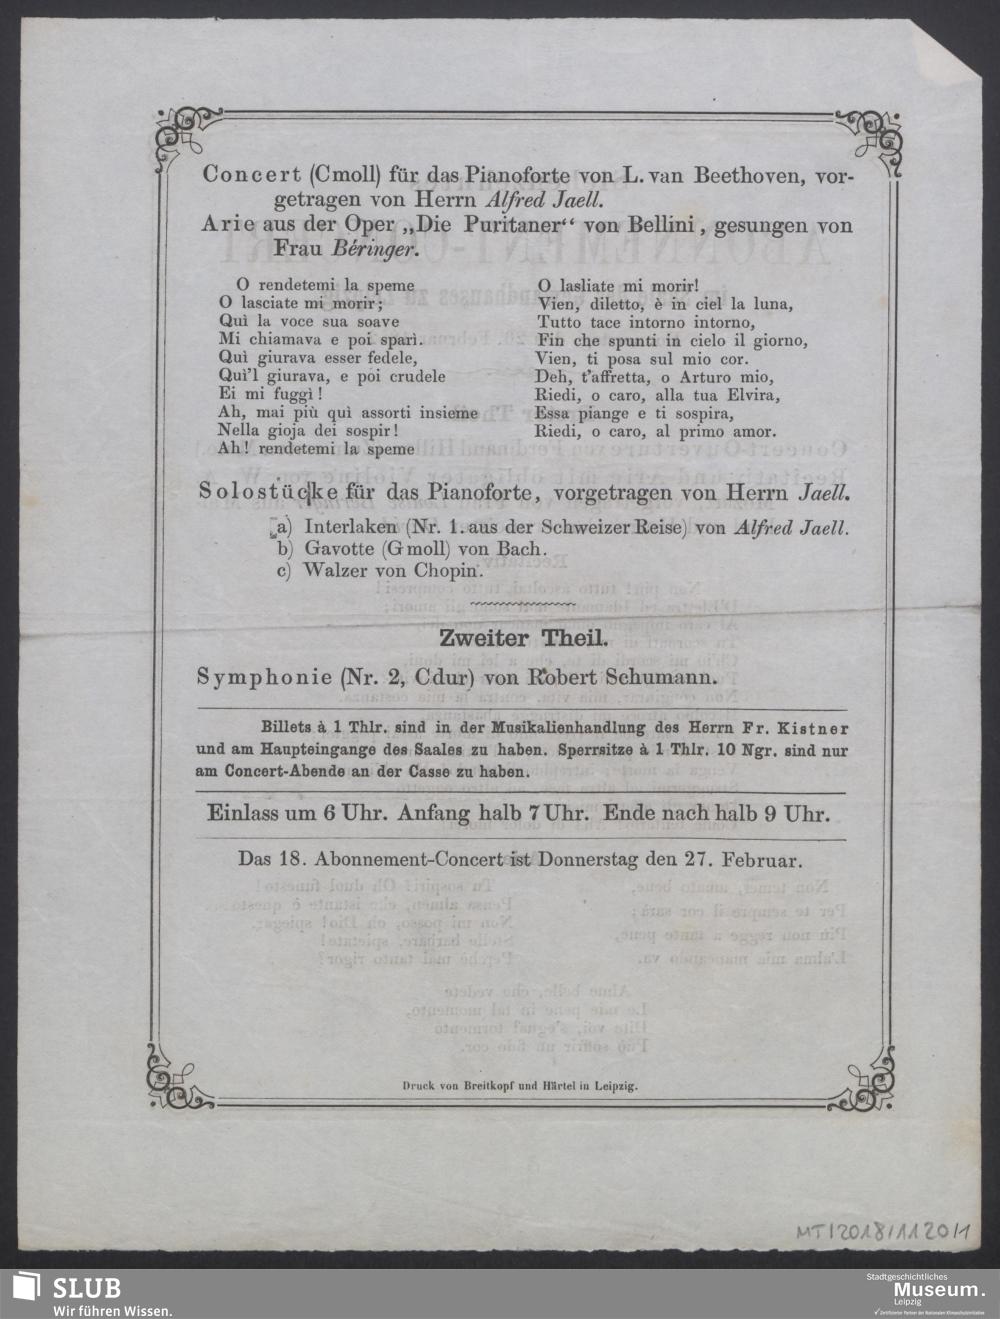 Concert (Cmoll) für das Pianoforte von L. van Beethoven, vor-
getragen von Herrn Alfred Jaell.
Arie aus der Oper „Die Puritaner“ von Bellini, gesungen von
Frau Béringer.
O rendetemi la speme
O lasciate mi morir;
Quì la voce sua soave
Mi chiamava e poi sparì.
Quì giurava esser fedele,
Quì'l giurava, e poi crudele
Ei mi fuggì!
Ah, mai più quì assorti insieme
Nella gioja dei sospir!
Ah! rendetemi la speme
O lasliate mi morir!
Vien, diletto, è in ciel la luna,
Tutto tace intorno intorno,
Fin che spunti in cielo il giorno,
Vien, ti posa sul mio cor.
Deh, t'affretta, o Arturo mio,
Riedi, o caro, alla tua Elvira,
Essa piange e ti sospira,
Riedi, o caro, al primo amor.
Solostücke für das Pianoforte, vorgetragen von Herrn Jaell.
a) Interlaken (Nr. 1. aus der Schweizer Reise) von Alfred Jaell.
b) Gavotte (Gmoll) von Bach.
c) Walzer von Chopin.
Zweiter Theil.
Symphonie (Nr. 2, Cdur) von Robert Schumann.
Billets à 1 Thlr. sind in der Musikalienhandlung des Herrn Fr. Kistner
und am Haupteingange des Saales zu haben. Sperrsitze à 1 Thlr. 10 Ngr. sind nur
am Concert-Abende an der Casse zu haben.
Einlass um 6 Uhr. Anfang halb 7 Uhr. Ende nach halb 9 Uhr.
Das 18. Abonnement-Concert ist Donnerstag den 27. Februar.
Druck von Breitkopf und Härtel in Leipzig.
MT/2018/1120/1
SLUB
Wir führen Wissen.
Stadtgeschichtliches
Museum.
Leipzig
Zertifizierter Partner der Nationalen Klimaschutzinitiative